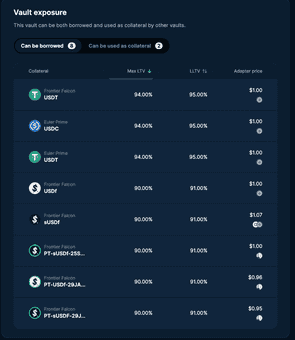 Vault exposure
This vault can be both borrowed and used as collateral by other vaults.
Can be borrowed 8 Can be used as collateral 2
Collateral Max LTV ↓ LLTV ↑↓ Adapter price
Frontier Falcon
USDT 94.00% 95.00% $1.00
Euler Prime
USDC 94.00% 95.00% $1.00
Euler Prime
USDT 94.00% 95.00% $1.00
Frontier Falcon
USDf 90.00% 91.00% $1.00
Frontier Falcon
sUSDf 90.00% 91.00% $1.07
Frontier Falcon
PT-sUSDf-25S... 90.00% 91.00% $1.00
Frontier Falcon
PT-USDf-29JA... 90.00% 91.00% $0.96
Frontier Falcon
PT-sUSDf-29J... 90.00% 91.00% $0.95